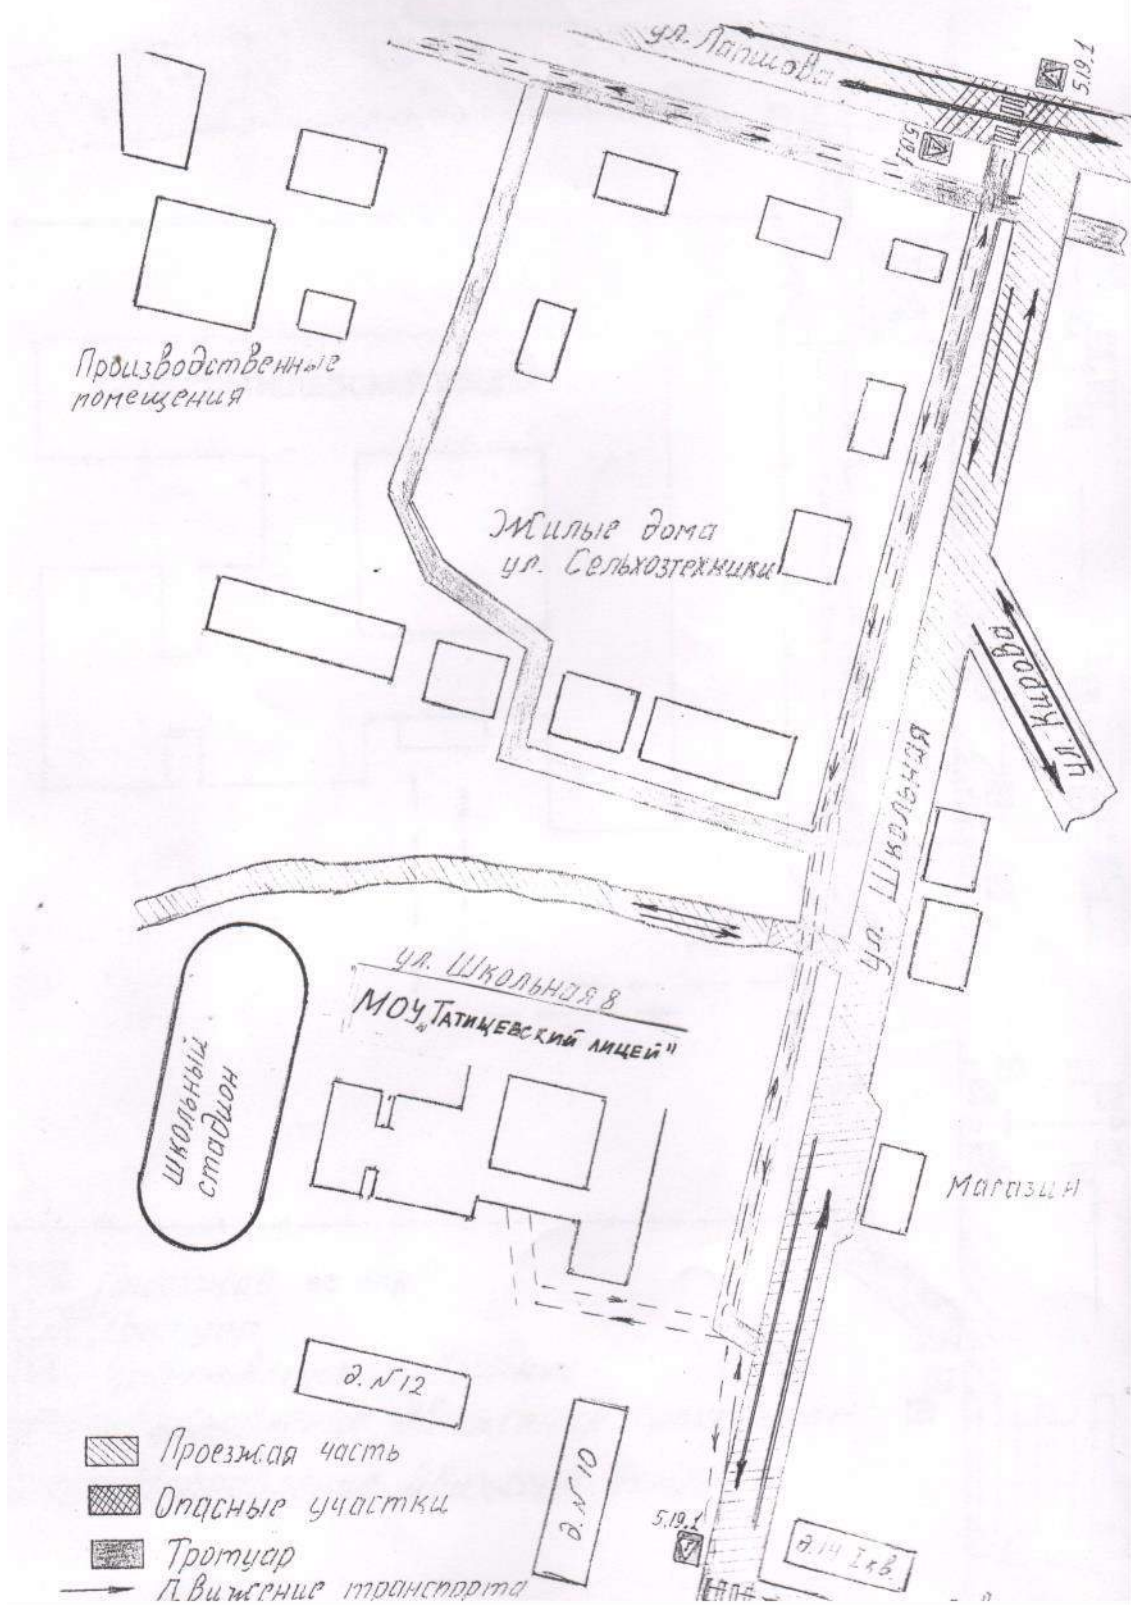 ул. Лапшова
5.19.1
5.19.1
Производственные
помещения
Жилые дома
ул. Сельхозтехники
ул. Кирова
ул. Школьная
ул. Школьная 8
МОУ "Татищевский лицей"
школьный
стадион
магазин
д. N 12
д. N 10
5.19.1
д. 14 I кв.
Проезжая часть
Опасные участки
Тротуар
Движение транспорта